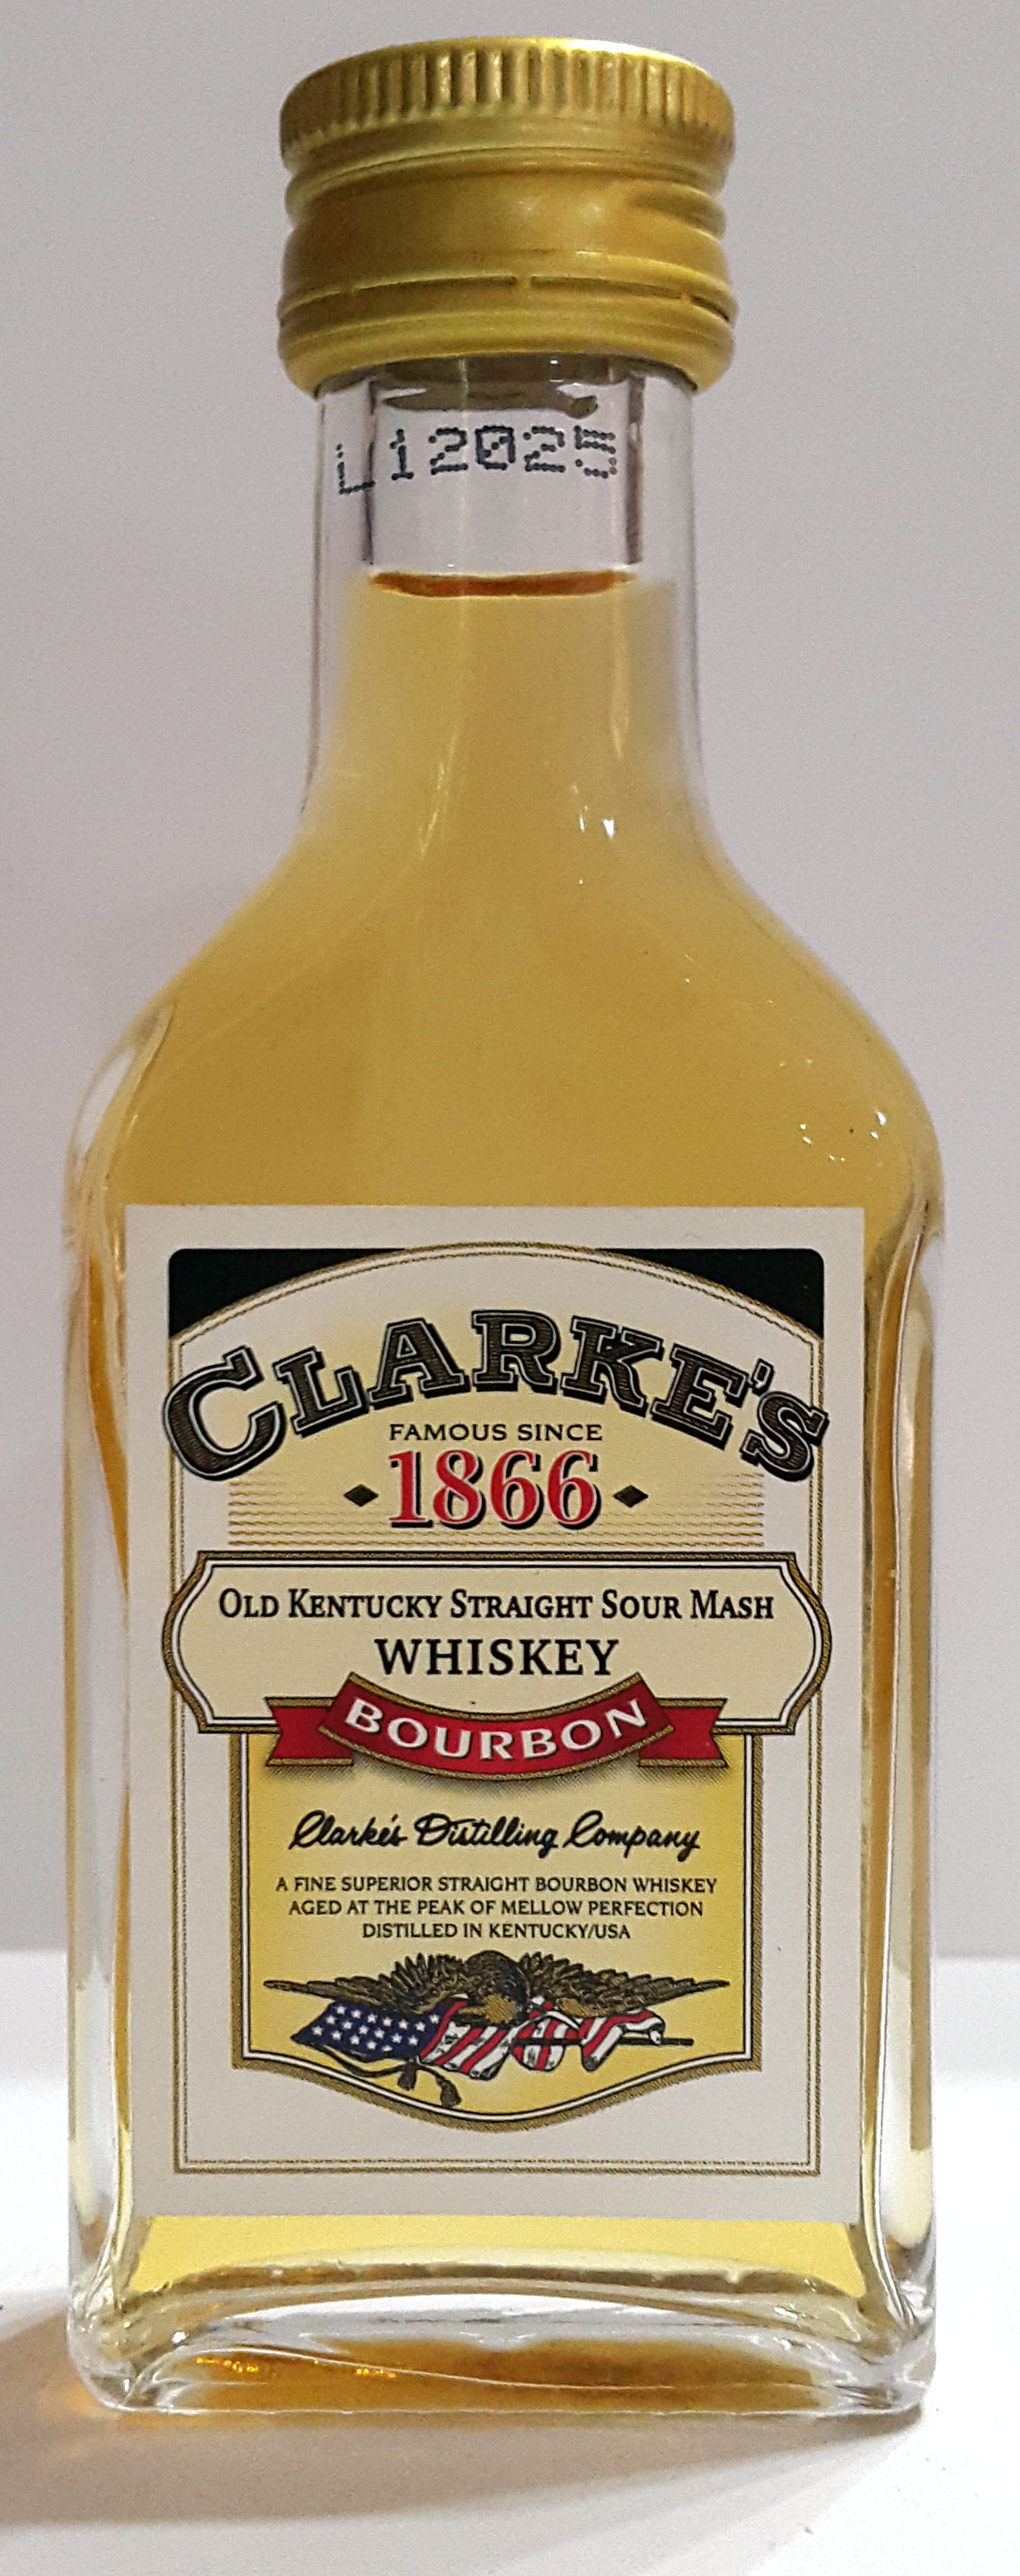 L12025
CLARKE'S
FAMOUS SINCE
1866
OLD KENTUCKY STRAIGHT SOUR MASH
WHISKEY
BOURBON
Clarke's Distilling Company
A FINE SUPERIOR STRAIGHT BOURBON WHISKEY
AGED AT THE PEAK OF MELLOW PERFECTION
DISTILLED IN KENTUCKY/USA